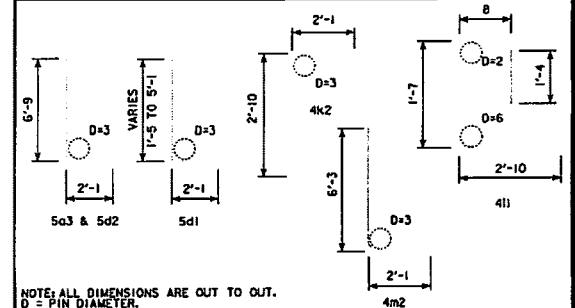 2'-1
8
6'-9
D=3
2'-1
5a3 & 5d2
VARIES
1'-5 TO 5'-1
D=3
2'-1
5d1
2'-10
D=3
4k2
1'-7
D=2
1'-4
D=6
2'-10
6'-3
D=3
2'-1
4m2
NOTE: ALL DIMENSIONS ARE OUT TO OUT.
D = PIN DIAMETER.